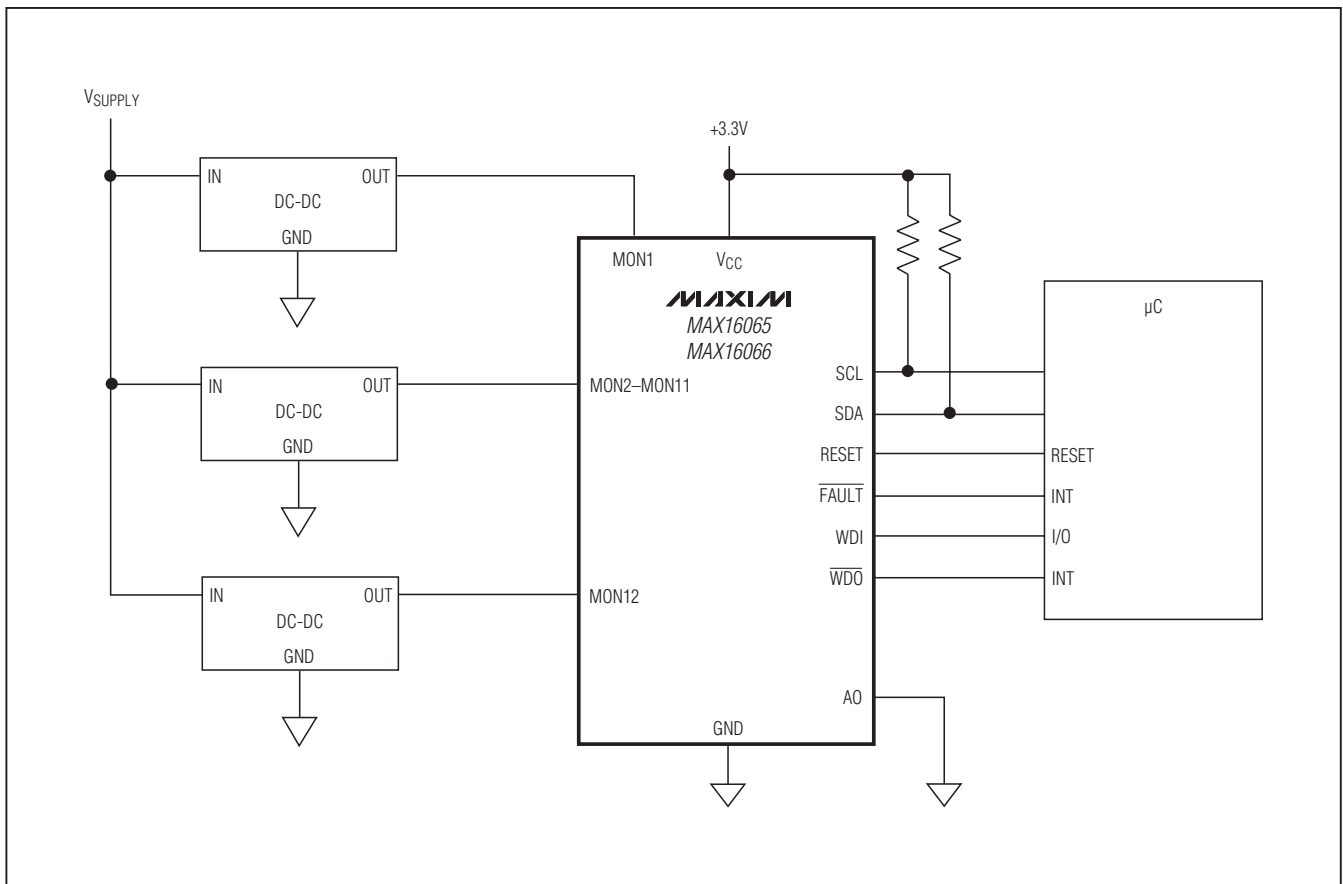 VSUPPLY
+3.3V
IN
OUT
DC-DC
GND
IN
OUT
DC-DC
GND
IN
OUT
DC-DC
GND
MON1
VCC
MAXIM
MAX16065
MAX16066
MON2–MON11
MON12
SCL
SDA
RESET
FAULT
WDI
WDO
AO
GND
µC
RESET
INT
I/O
INT